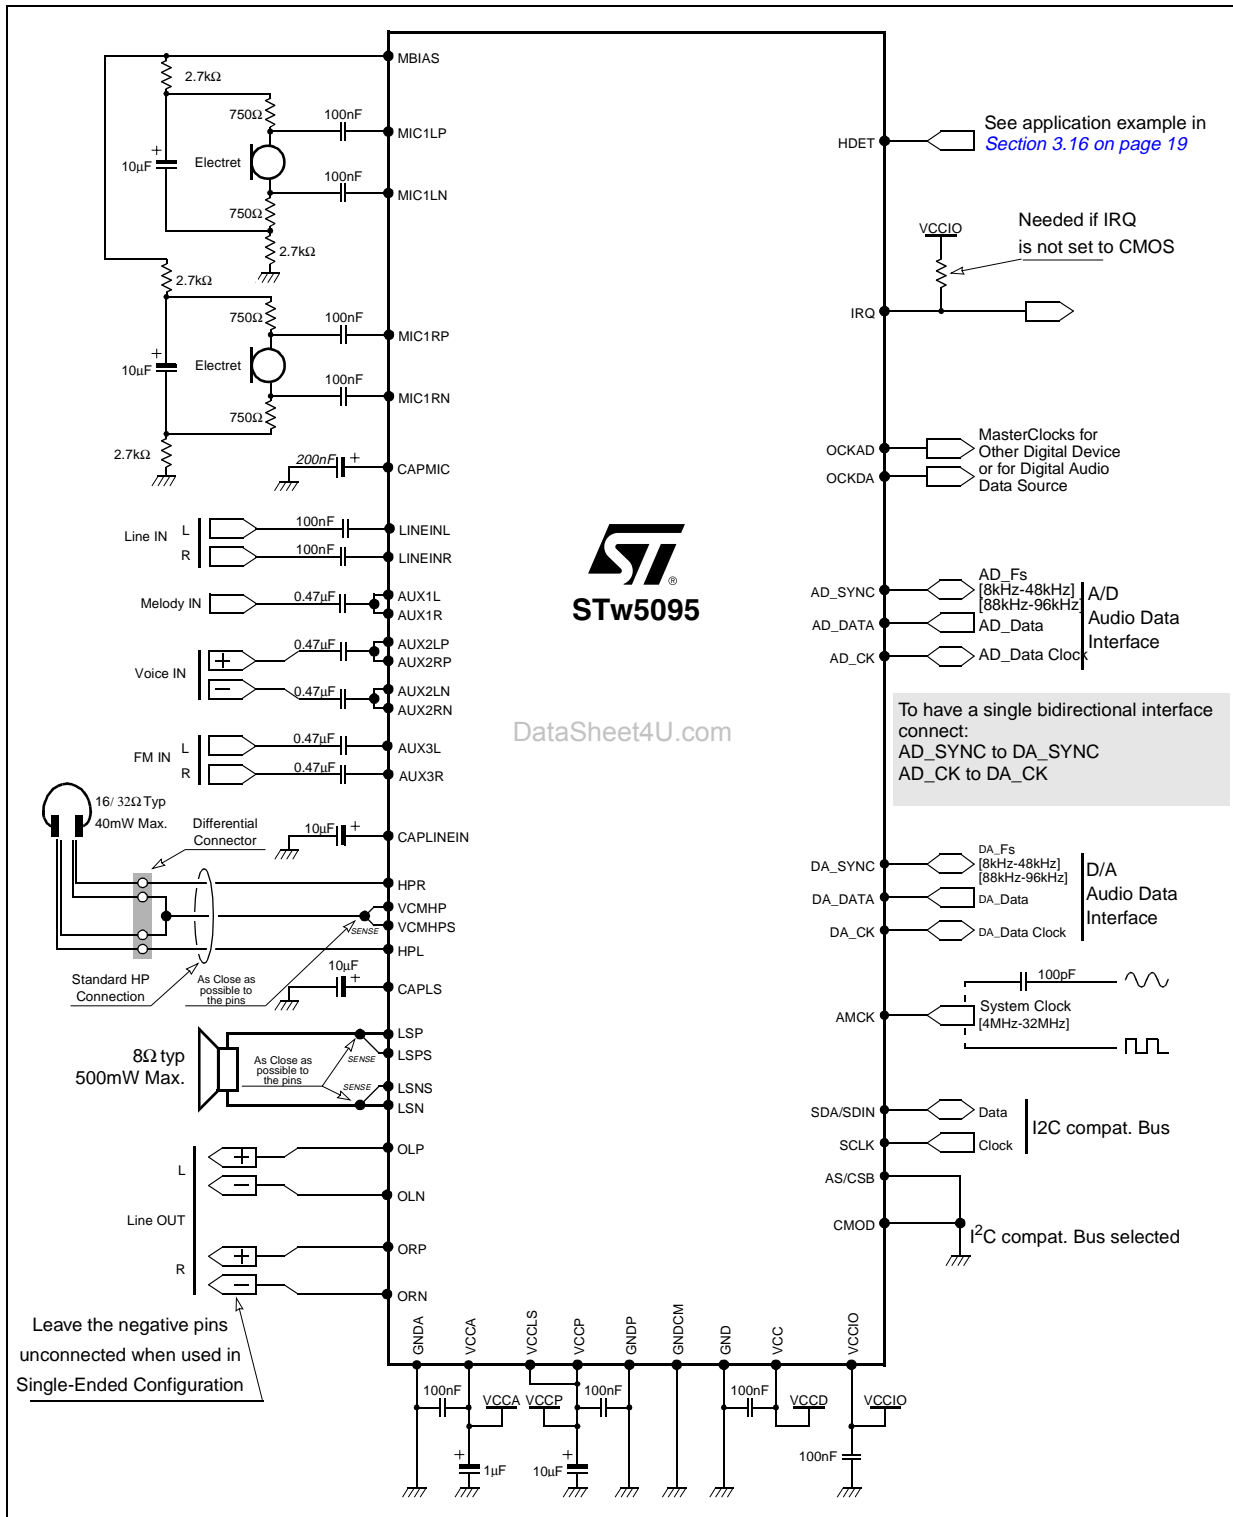 MBIAS
2.7kΩ
750Ω
100nF
MIC1LP
+
10μF
Electret
100nF
MIC1LN
750Ω
2.7kΩ
2.7kΩ
750Ω
100nF
MIC1RP
+
10μF
Electret
100nF
MIC1RN
750Ω
2.7kΩ
200nF
+
CAPMIC
Line IN
L
100nF
LINEINL
R
100nF
LINEINR
Melody IN
0.47μF
AUX1L
AUX1R
Voice IN
+
0.47μF
AUX2LP
AUX2RP
−
0.47μF
AUX2LN
AUX2RN
FM IN
L
0.47μF
AUX3L
R
0.47μF
AUX3R
16/ 32Ω Typ
40mW Max.
Differential
Connector
10μF
+
CAPLINEIN
HPR
VCMHP
VCMHPS
SENSE
HPL
Standard HP
Connection
As Close as
possible to
the pins
10μF
+
CAPLS
8Ω typ
500mW Max.
As Close as
possible to
the pins
LSP
SENSE
LSPS
SENSE
LSNS
LSN
Line OUT
L
+
OLP
−
OLN
R
+
ORP
−
ORN
Leave the negative pins
unconnected when used in
Single-Ended Configuration
ST
®
STw5095
DataSheet4U.com
HDET
See application example in
Section 3.16 on page 19
VCCIO
Needed if IRQ
is not set to CMOS
IRQ
OCKAD
OCKDA
MasterClocks for
Other Digital Device
or for Digital Audio
Data Source
AD_SYNC
AD_Fs
[8kHz-48kHz]
[88kHz-96kHz]
AD_DATA
AD_Data
AD_CK
AD_Data Clock
A/D
Audio Data
Interface
To have a single bidirectional interface
connect:
AD_SYNC to DA_SYNC
AD_CK to DA_CK
DA_SYNC
DA_Fs
[8kHz-48kHz]
[88kHz-96kHz]
DA_DATA
DA_Data
DA_CK
DA_Data Clock
D/A
Audio Data
Interface
100pF
AMCK
System Clock
[4MHz-32MHz]
SDA/SDIN
Data
SCLK
Clock
I2C compat. Bus
AS/CSB
CMOD
I²C compat. Bus selected
GNDA
VCCA
VCCLS
VCCP
GNDP
GNDCM
GND
VCC
VCCIO
100nF
VCCA
VCCP
100nF
100nF
VCCD
VCCIO
+
1μF
+
10μF
100nF